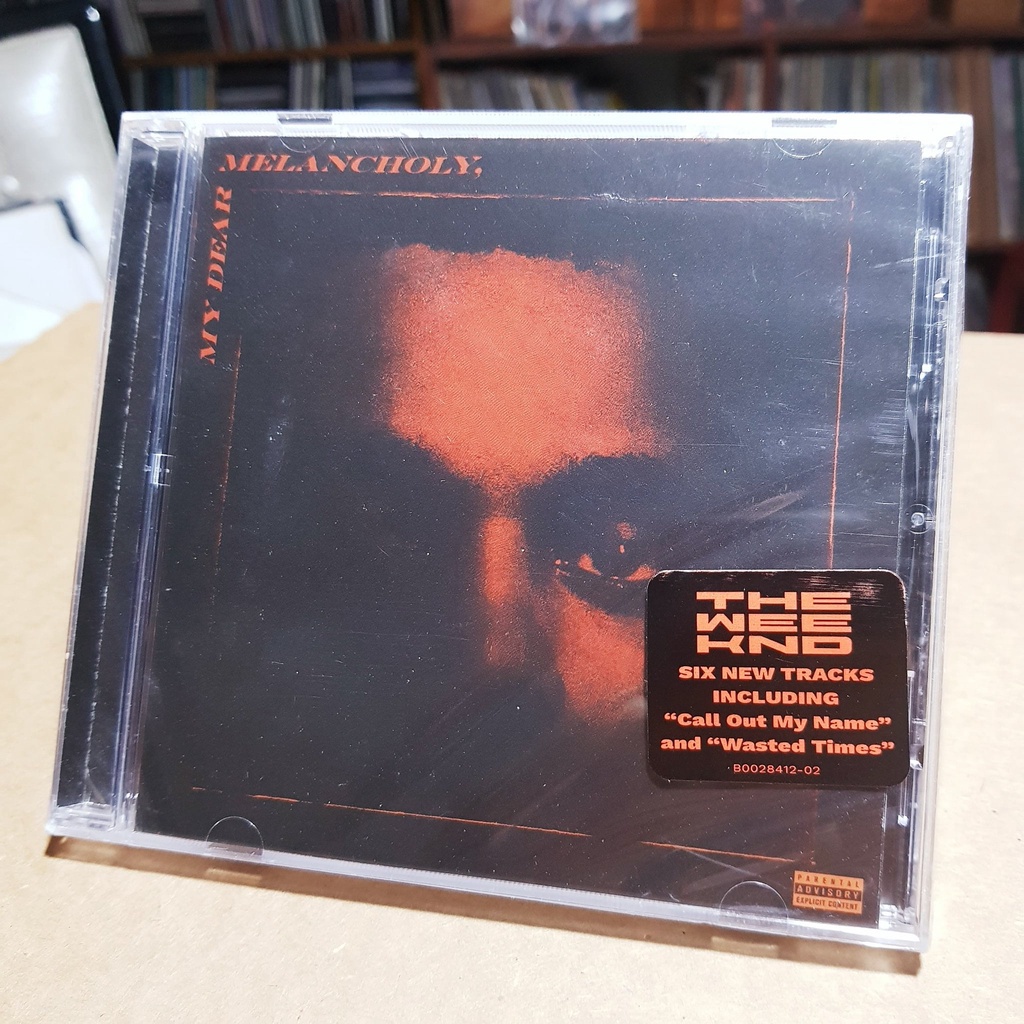 MY DEAR
MELANCHOLY,
THE
WEE
KND
SIX NEW TRACKS
INCLUDING
“Call Out My Name”
and “Wasted Times”
B0028412-02
PARENTAL
ADVISORY
EXPLICIT CONTENT